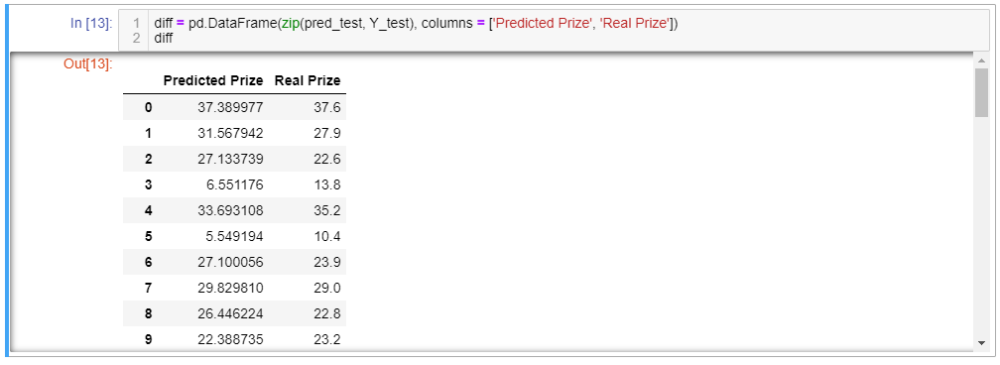 In [13]: 1 diff = pd.DataFrame(zip(pred_test, Y_test), columns = ['Predicted Prize', 'Real Prize'])
2 diff
Out[13]:
Predicted Prize Real Prize
0 37.389977 37.6
1 31.567942 27.9
2 27.133739 22.6
3 6.551176 13.8
4 33.693108 35.2
5 5.549194 10.4
6 27.100056 23.9
7 29.829810 29.0
8 26.446224 22.8
9 22.388735 23.2